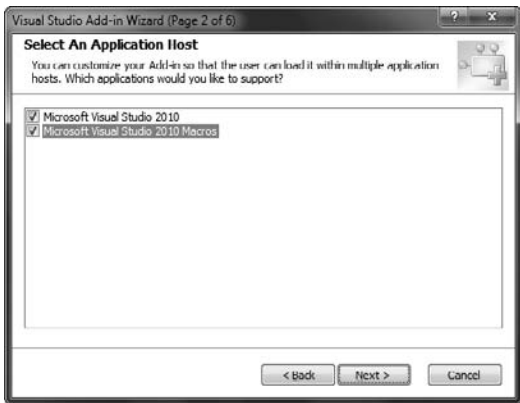 Visual Studio Add-in Wizard (Page 2 of 6)
Select An Application Host
You can customize your Add-in so that the user can load it within multiple application
hosts. Which applications would you like to support?
Microsoft Visual Studio 2010
Microsoft Visual Studio 2010 Macros
< Back
Next >
Cancel